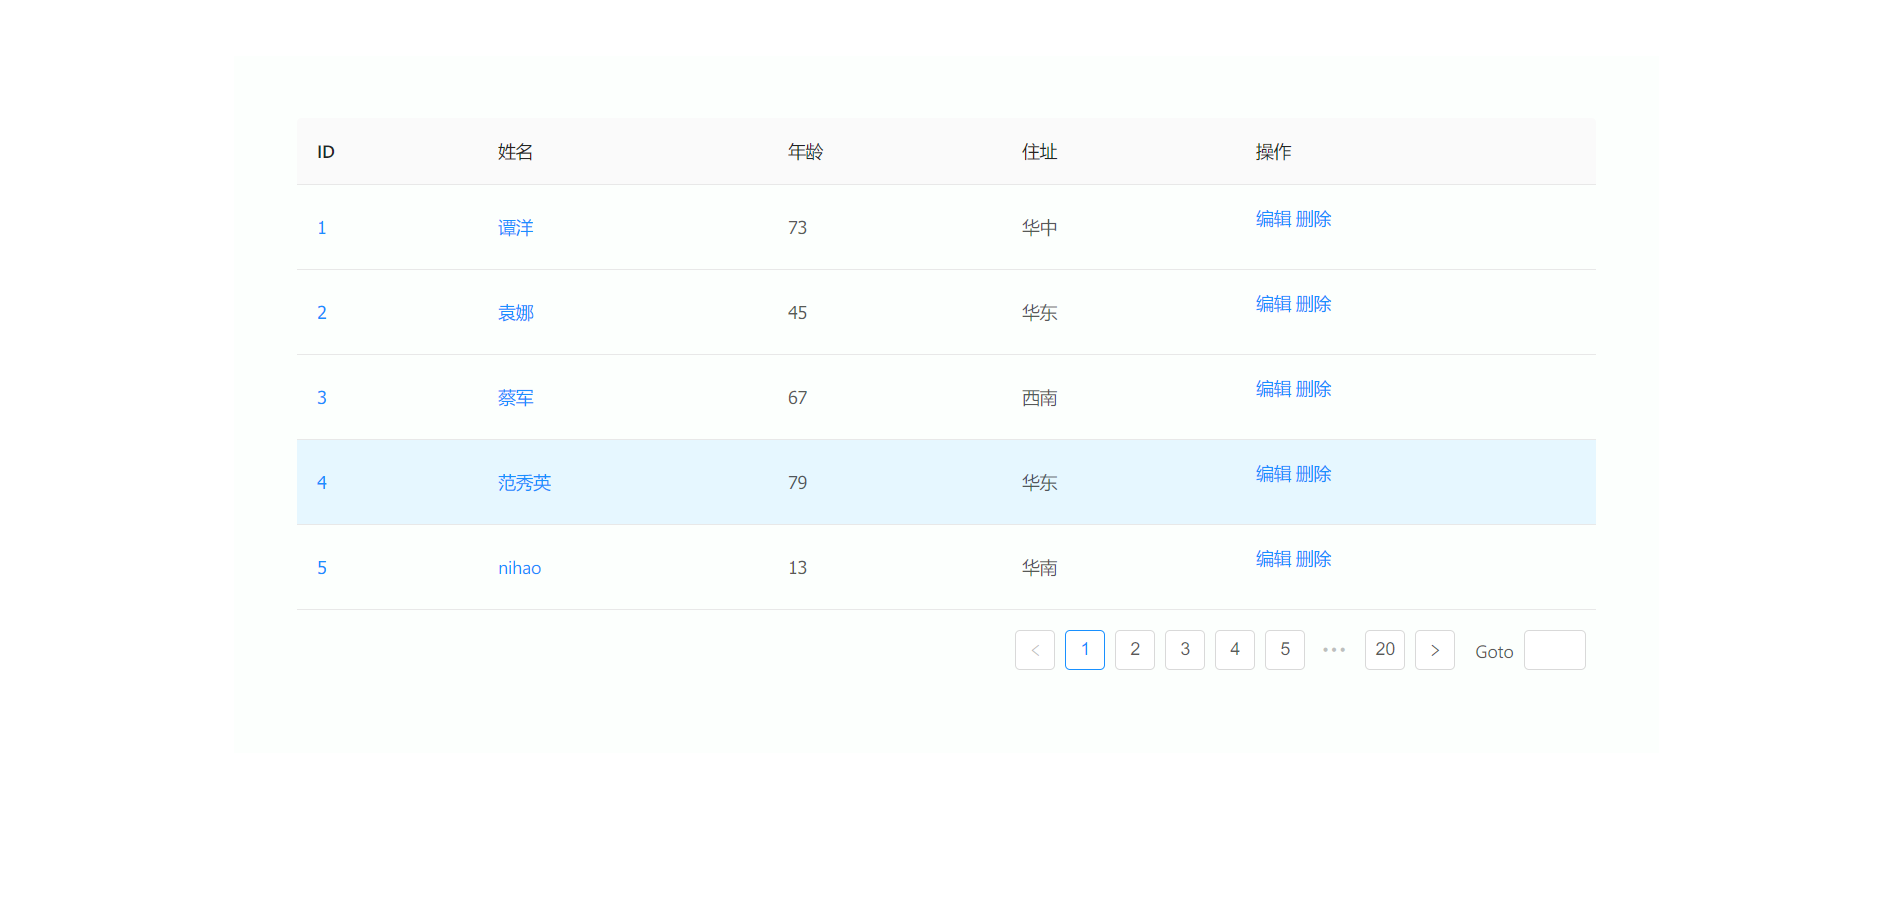 ID 姓名 年龄 住址 操作
1 谭洋 73 华中 编辑 删除
2 袁娜 45 华东 编辑 删除
3 蔡军 67 西南 编辑 删除
4 范秀英 79 华东 编辑 删除
5 nihao 13 华南 编辑 删除
< 1 2 3 4 5 ••• 20 > Goto